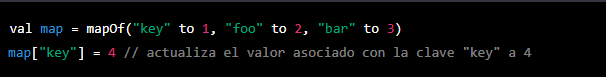 val map = mapOf("key" to 1, "foo" to 2, "bar" to 3)
map["key"] = 4 // actualiza el valor asociado con la clave "key" a 4